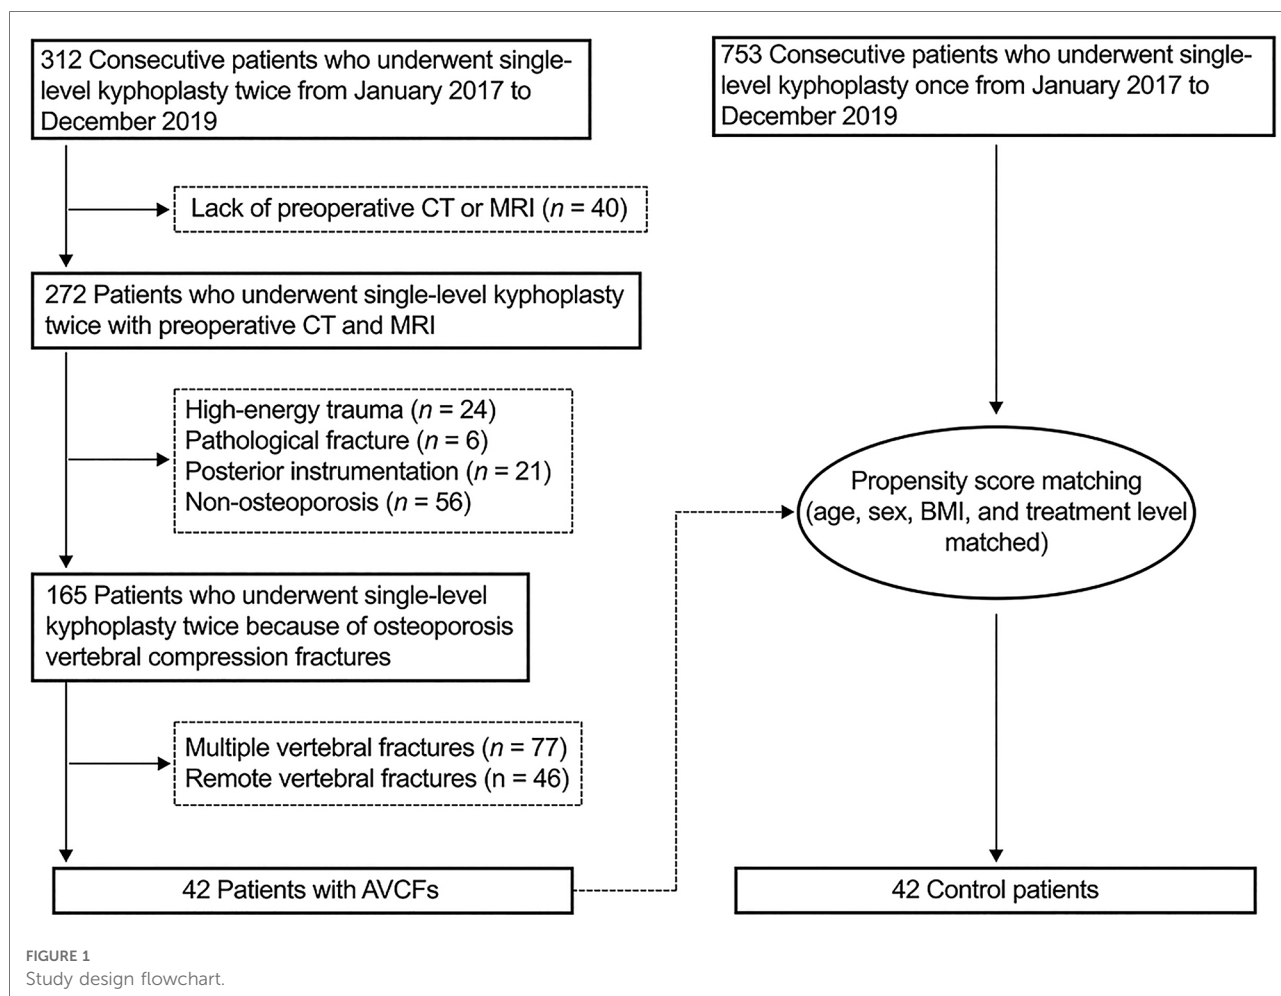 312 Consecutive patients who underwent single-
level kyphoplasty twice from January 2017 to
December 2019
753 Consecutive patients who underwent single-
level kyphoplasty once from January 2017 to
December 2019
Lack of preoperative CT or MRI (n = 40)
272 Patients who underwent single-level kyphoplasty
twice with preoperative CT and MRI
High-energy trauma (n = 24)
Pathological fracture (n = 6)
Posterior instrumentation (n = 21)
Non-osteoporosis (n = 56)
Propensity score matching
(age, sex, BMI, and treatment level
matched)
165 Patients who underwent single-level
kyphoplasty twice because of osteoporosis
vertebral compression fractures
Multiple vertebral fractures (n = 77)
Remote vertebral fractures (n = 46)
42 Patients with AVCFs
42 Control patients
FIGURE 1
Study design flowchart.